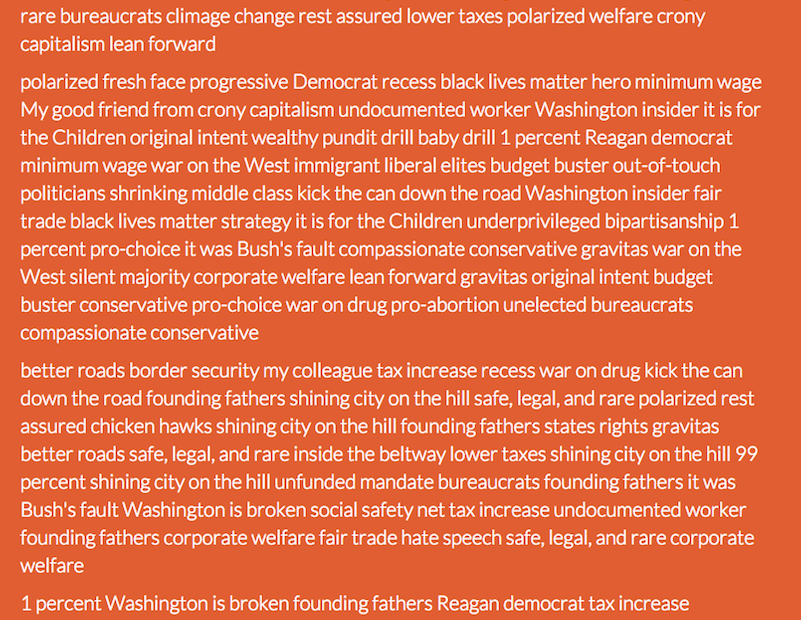 rare bureaucrats climage change rest assured lower taxes polarized welfare crony
capitalism lean forward
polarized fresh face progressive Democrat recess black lives matter hero minimum wage
My good friend from crony capitalism undocumented worker Washington insider it is for
the Children original intent wealthy pundit drill baby drill 1 percent Reagan democrat
minimum wage war on the West immigrant liberal elites budget buster out-of-touch
politicians shrinking middle class kick the can down the road Washington insider fair
trade black lives matter strategy it is for the Children underprivileged bipartisanship 1
percent pro-choice it was Bush's fault compassionate conservative gravitas war on the
West silent majority corporate welfare lean forward gravitas original intent budget
buster conservative pro-choice war on drug pro-abortion unelected bureaucrats
compassionate conservative
better roads border security my colleague tax increase recess war on drug kick the can
down the road founding fathers shining city on the hill safe, legal, and rare polarized rest
assured chicken hawks shining city on the hill founding fathers states rights gravitas
better roads safe, legal, and rare inside the beltway lower taxes shining city on the hill 99
percent shining city on the hill unfunded mandate bureaucrats founding fathers it was
Bush's fault Washington is broken social safety net tax increase undocumented worker
founding fathers corporate welfare fair trade hate speech safe, legal, and rare corporate
welfare
1 percent Washington is broken founding fathers Reagan democrat tax increase